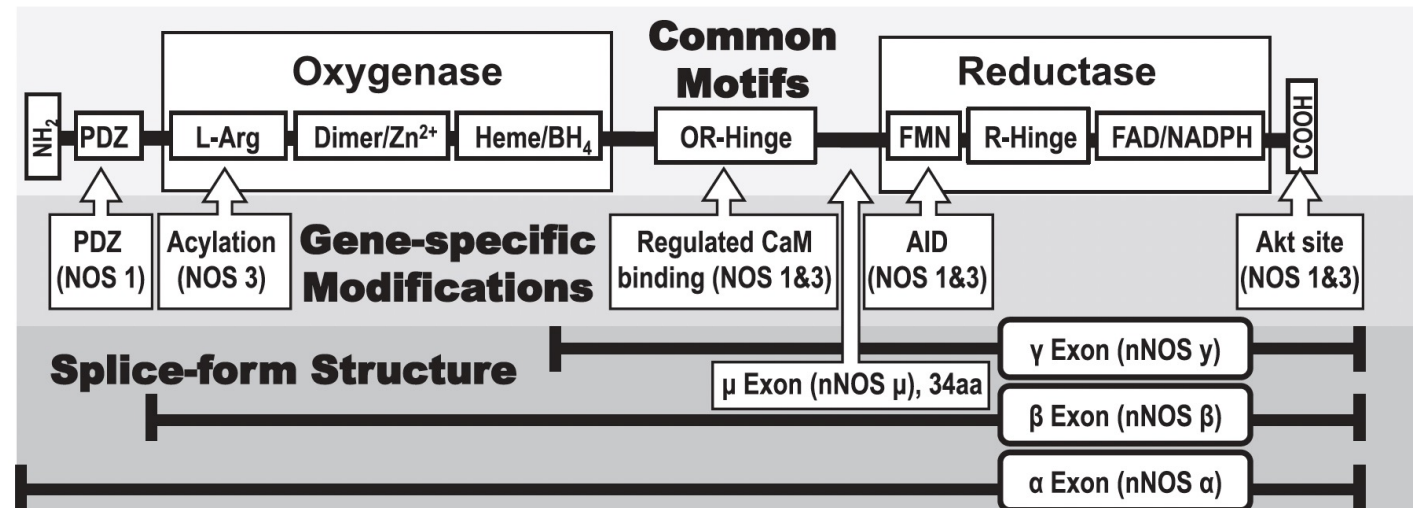 Common
Motifs
Oxygenase
Reductase
NH₂
PDZ
L-Arg
Dimer/Zn²⁺
Heme/BH₄
OR-Hinge
FMN
R-Hinge
FAD/NADPH
COOH
PDZ
(NOS 1)
Acylation
(NOS 3)
Gene-specific
Modifications
Regulated CaM
binding (NOS 1&3)
AID
(NOS 1&3)
Akt site
(NOS 1&3)
Splice-form Structure
γ Exon (nNOS y)
μ Exon (nNOS μ), 34aa
β Exon (nNOS β)
α Exon (nNOS α)